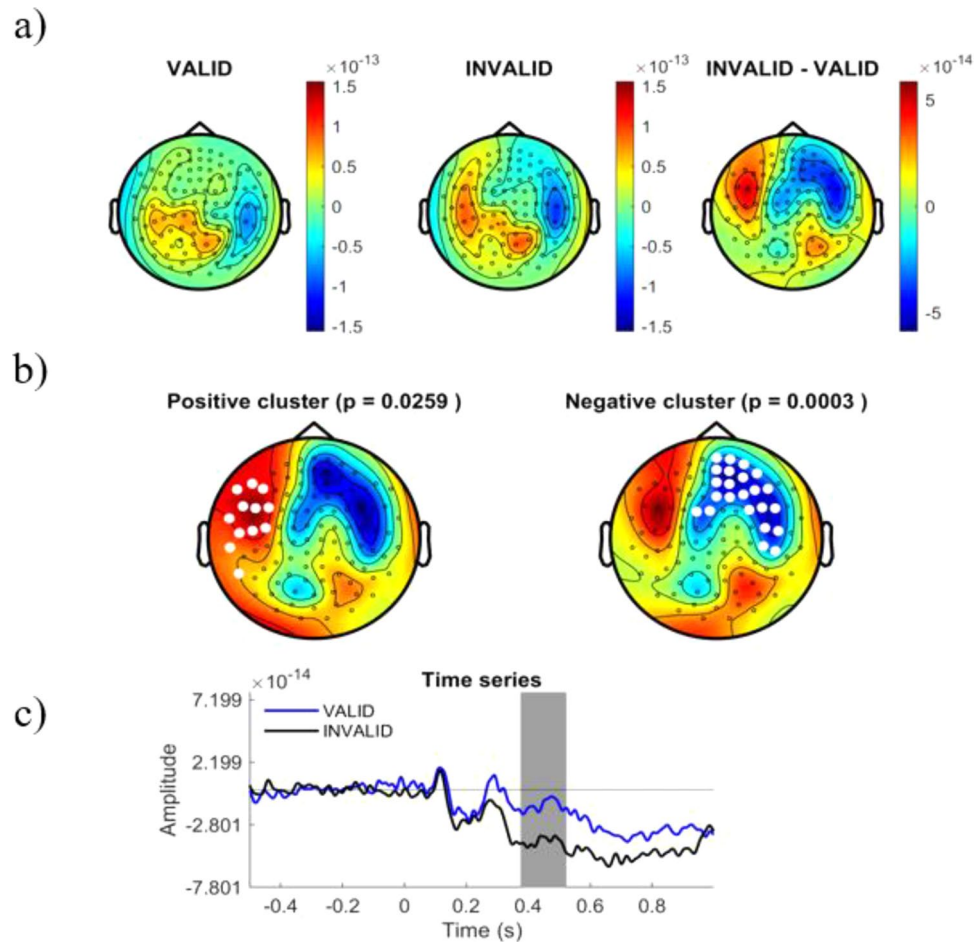 a)
VALID INVALID INVALID - VALID
×10⁻¹³ ×10⁻¹³ ×10⁻¹⁴
1.5 1.5 5
1 1
0.5 0.5
0 0 0
-0.5 -0.5
-1 -1
-1.5 -1.5 -5
b)
Positive cluster (p = 0.0259 ) Negative cluster (p = 0.0003 )
c)
×10⁻¹⁴ Time series
7.199
VALID
INVALID
2.199
-2.801
-7.801
Amplitude
-0.4 -0.2 0 0.2 0.4 0.6 0.8
Time (s)